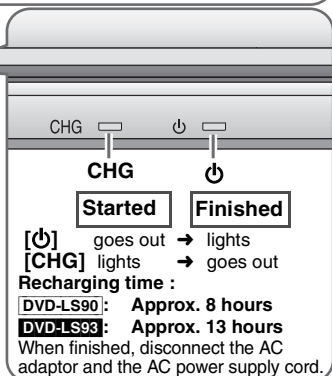 CHG ⏻
CHG ⏻
Started Finished
[⏻] goes out ➔ lights
[CHG] lights ➔ goes out
Recharging time :
DVD-LS90: Approx. 8 hours
DVD-LS93: Approx. 13 hours
When finished, disconnect the AC
adaptor and the AC power supply cord.